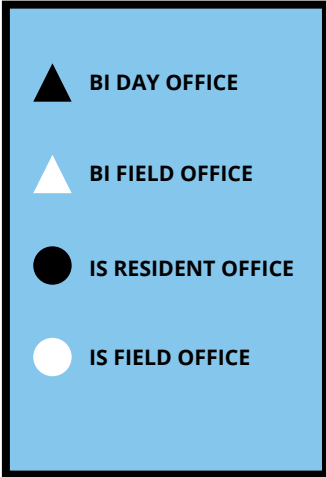 BI DAY OFFICE
BI FIELD OFFICE
IS RESIDENT OFFICE
IS FIELD OFFICE